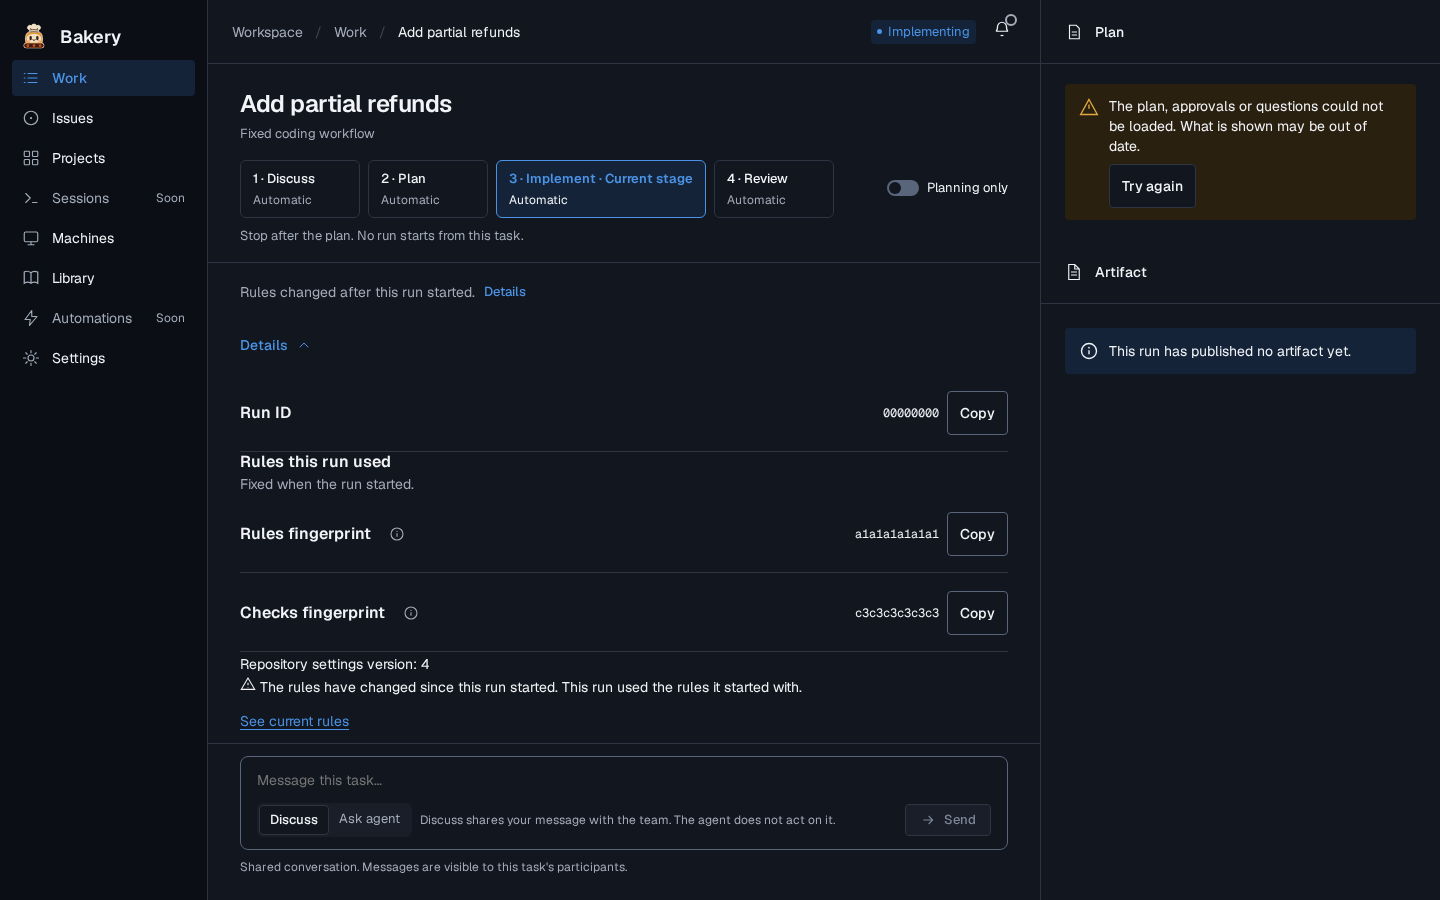 Bakery
Work
Issues
Projects
Sessions Soon
Machines
Library
Automations Soon
Settings
Workspace / Work / Add partial refunds
Implementing
Add partial refunds
Fixed coding workflow
1 · Discuss
Automatic
2 · Plan
Automatic
3 · Implement · Current stage
Automatic
4 · Review
Automatic
Planning only
Stop after the plan. No run starts from this task.
Rules changed after this run started. Details
Details
Run ID 00000000 Copy
Rules this run used
Fixed when the run started.
Rules fingerprint a1a1a1a1a1a1 Copy
Checks fingerprint c3c3c3c3c3c3 Copy
Repository settings version: 4
The rules have changed since this run started. This run used the rules it started with.
See current rules
Message this task...
Discuss Ask agent Discuss shares your message with the team. The agent does not act on it. Send
Shared conversation. Messages are visible to this task's participants.
Plan
The plan, approvals or questions could not
be loaded. What is shown may be out of
date.
Try again
Artifact
This run has published no artifact yet.